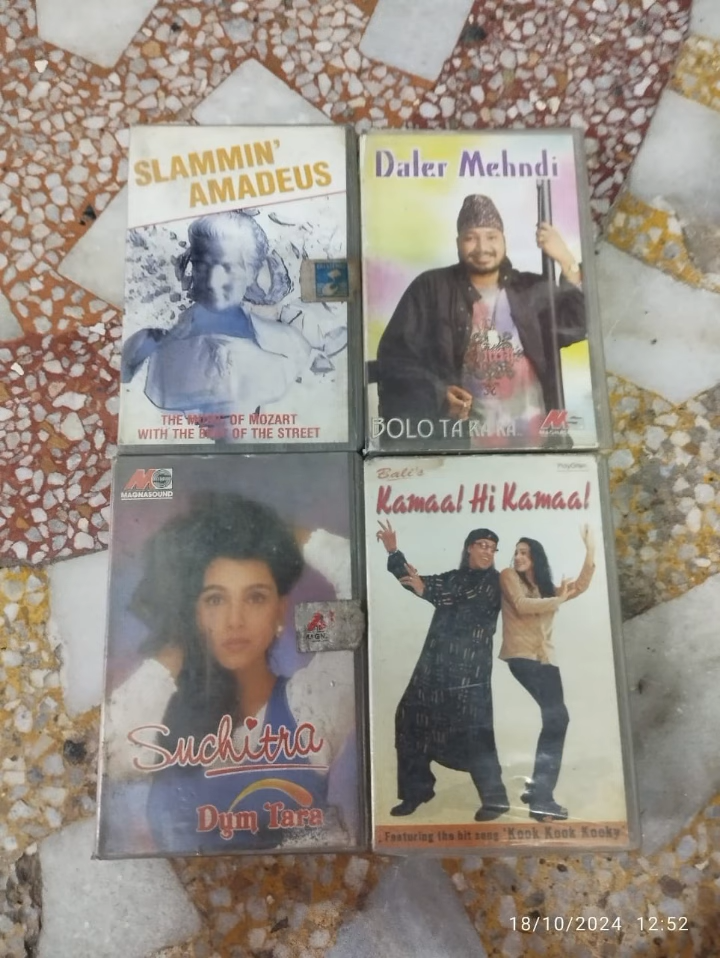 SLAMMIN'
AMADEUS
THE MUSIC OF MOZART
WITH THE BEAT OF THE STREET
Daler Mehndi
BOLO TA RA RA..
MAGNASOUND
Suchitra
Dum Tara
Bali's
Kamaal Hi Kamaal
Featuring the hit song 'Kook Kook Kooky'
18/10/2024 12:52